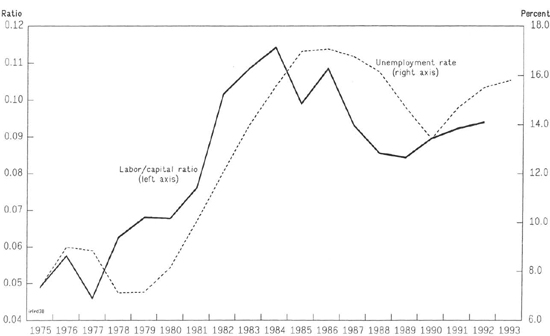 Ratio Percent
0.12 18.0
0.11 16.0
0.10 14.0
0.09 12.0
0.08 10.0
0.07 8.0
0.06 6.0
0.05
0.04
Unemployment rate
(right axis)
Labor/capital ratio
(left axis)
1975 1976 1977 1978 1979 1980 1981 1982 1983 1984 1985 1986 1987 1988 1989 1990 1991 1992 1993